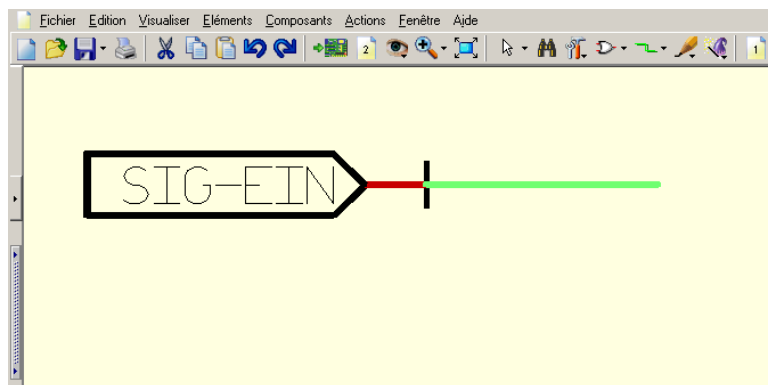 Fichier Edition Visualiser Eléments Composants Actions Fenêtre Aide
2 1
SIG-EIN